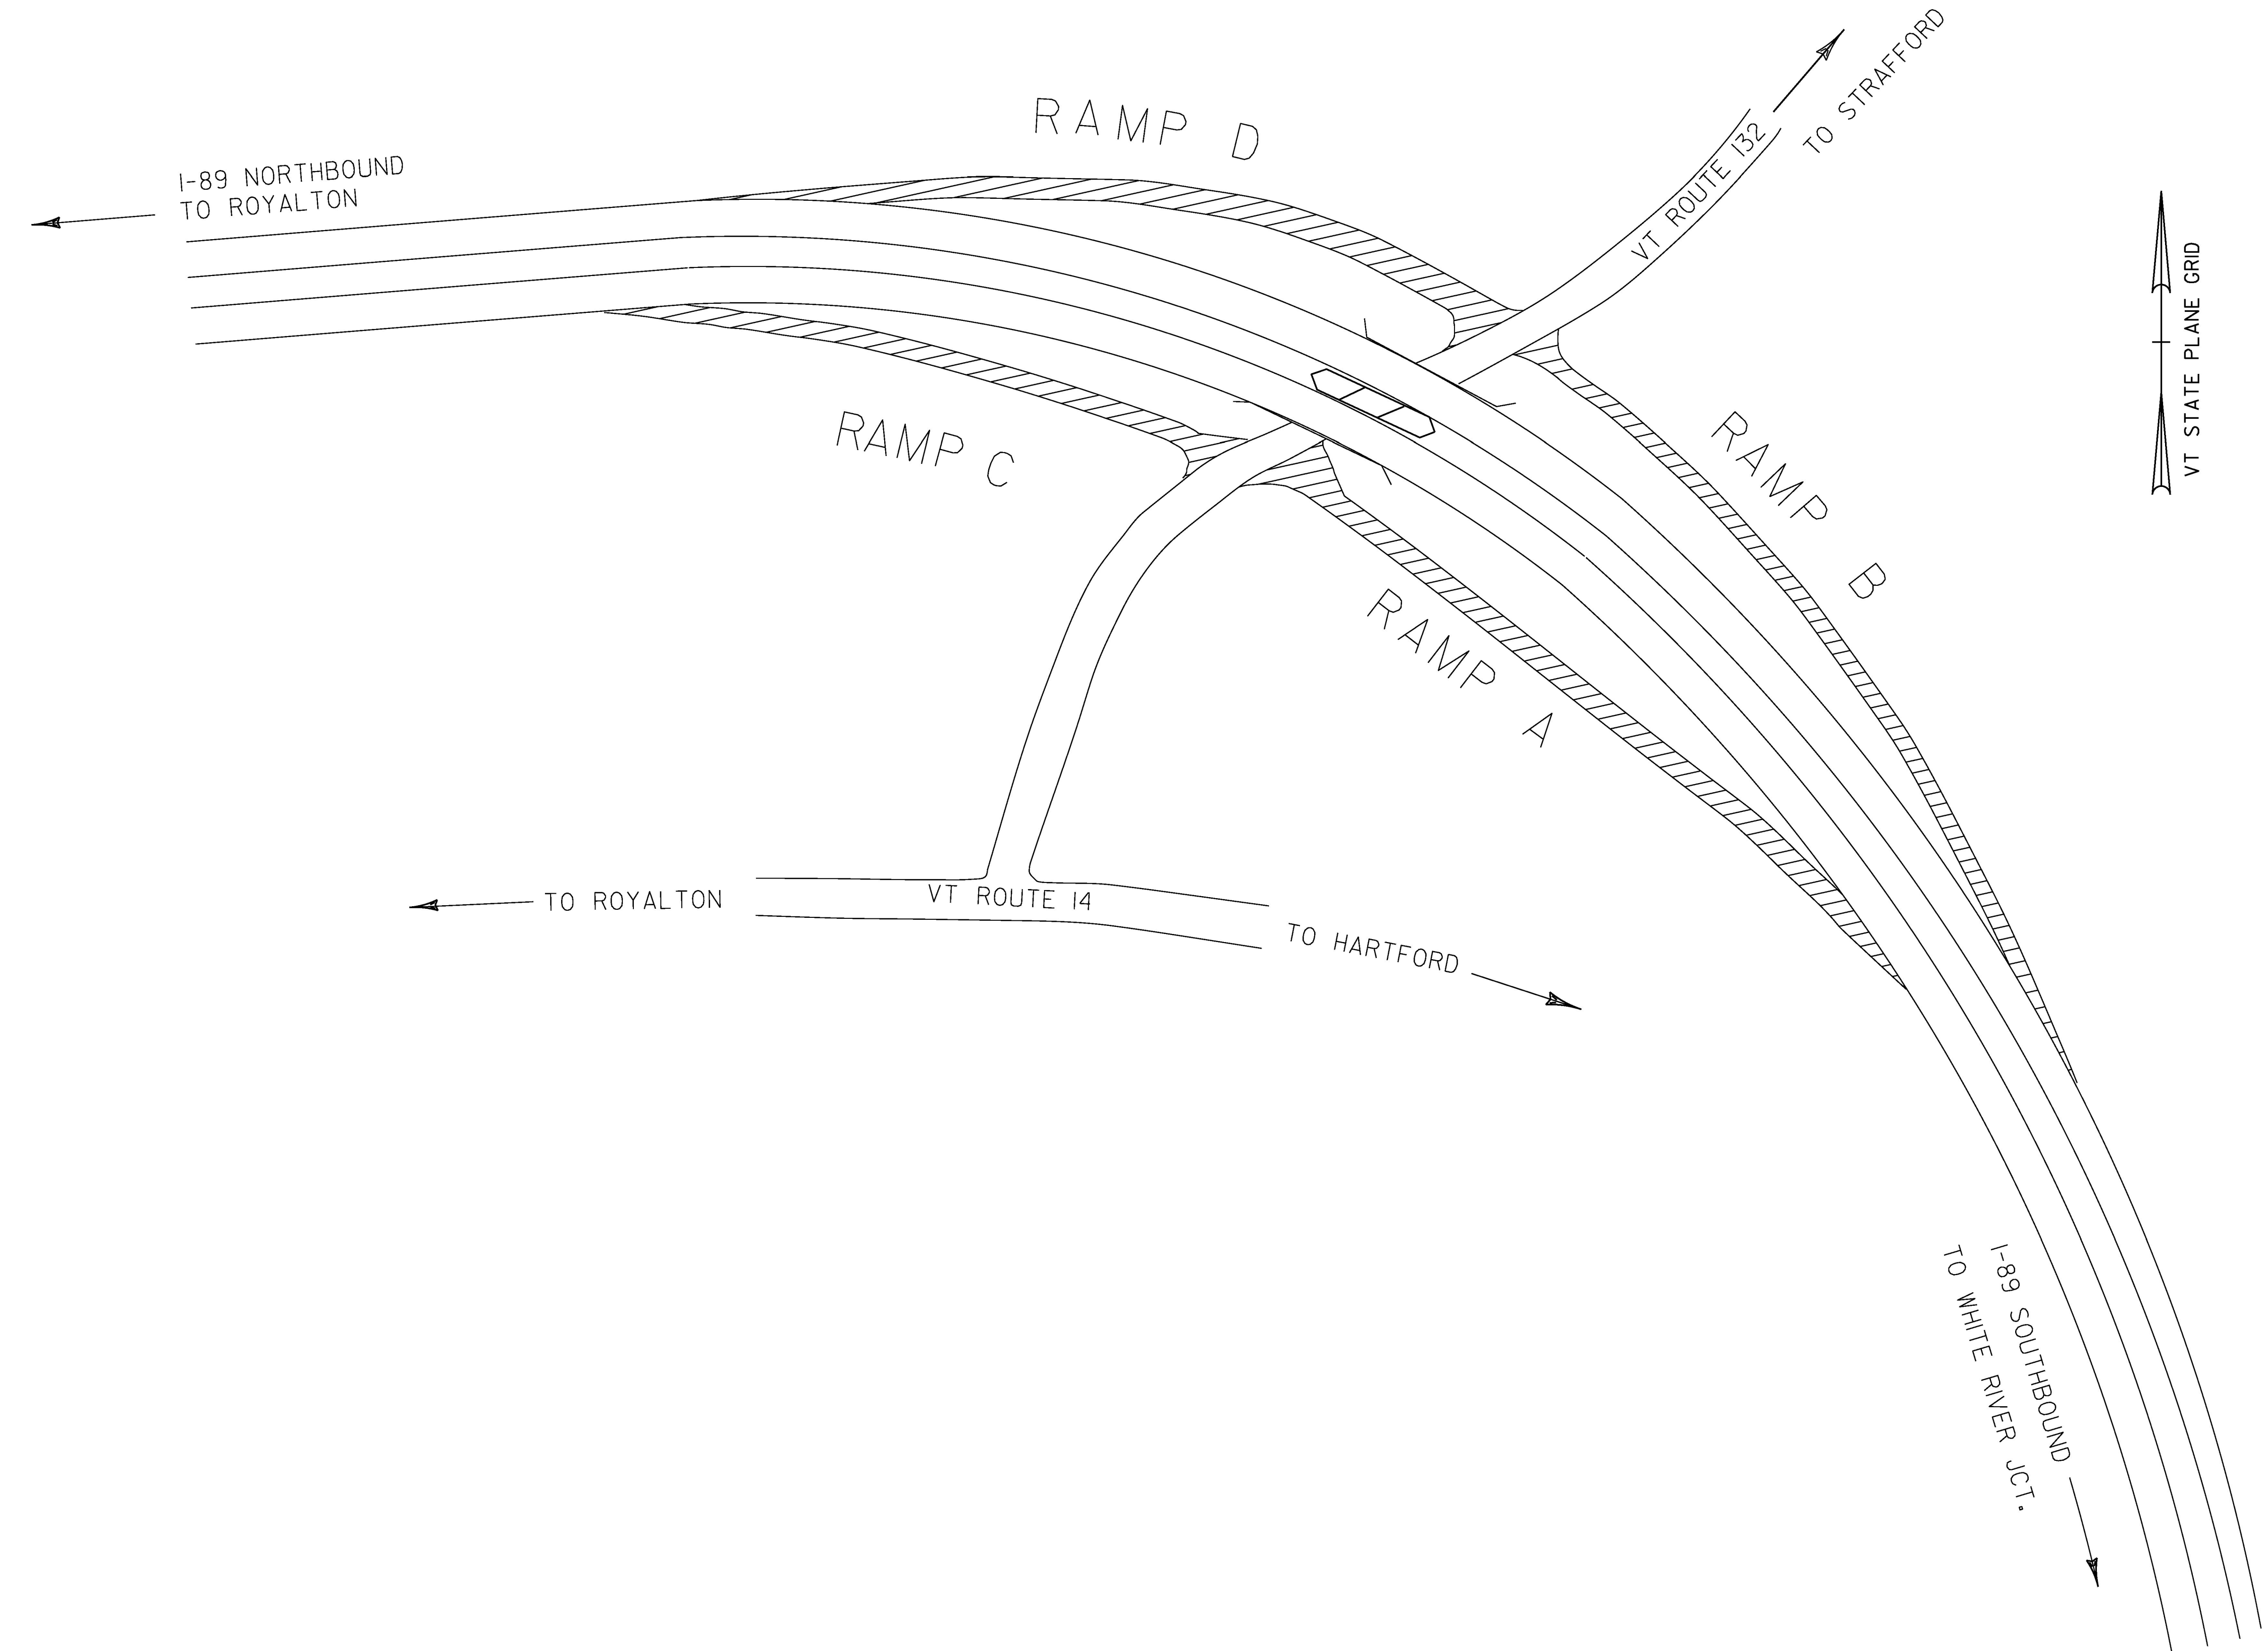 RAMP D
TO STRAFFORD
VT ROUTE 132
I-89 NORTHBOUND
TO ROYALTON
VT STATE PLANE GRID
RAMP C
RAMP B
RAMP A
TO ROYALTON
VT ROUTE 14
TO HARTFORD
I-89 SOUTHBOUND
TO WHITE RIVER JCT.